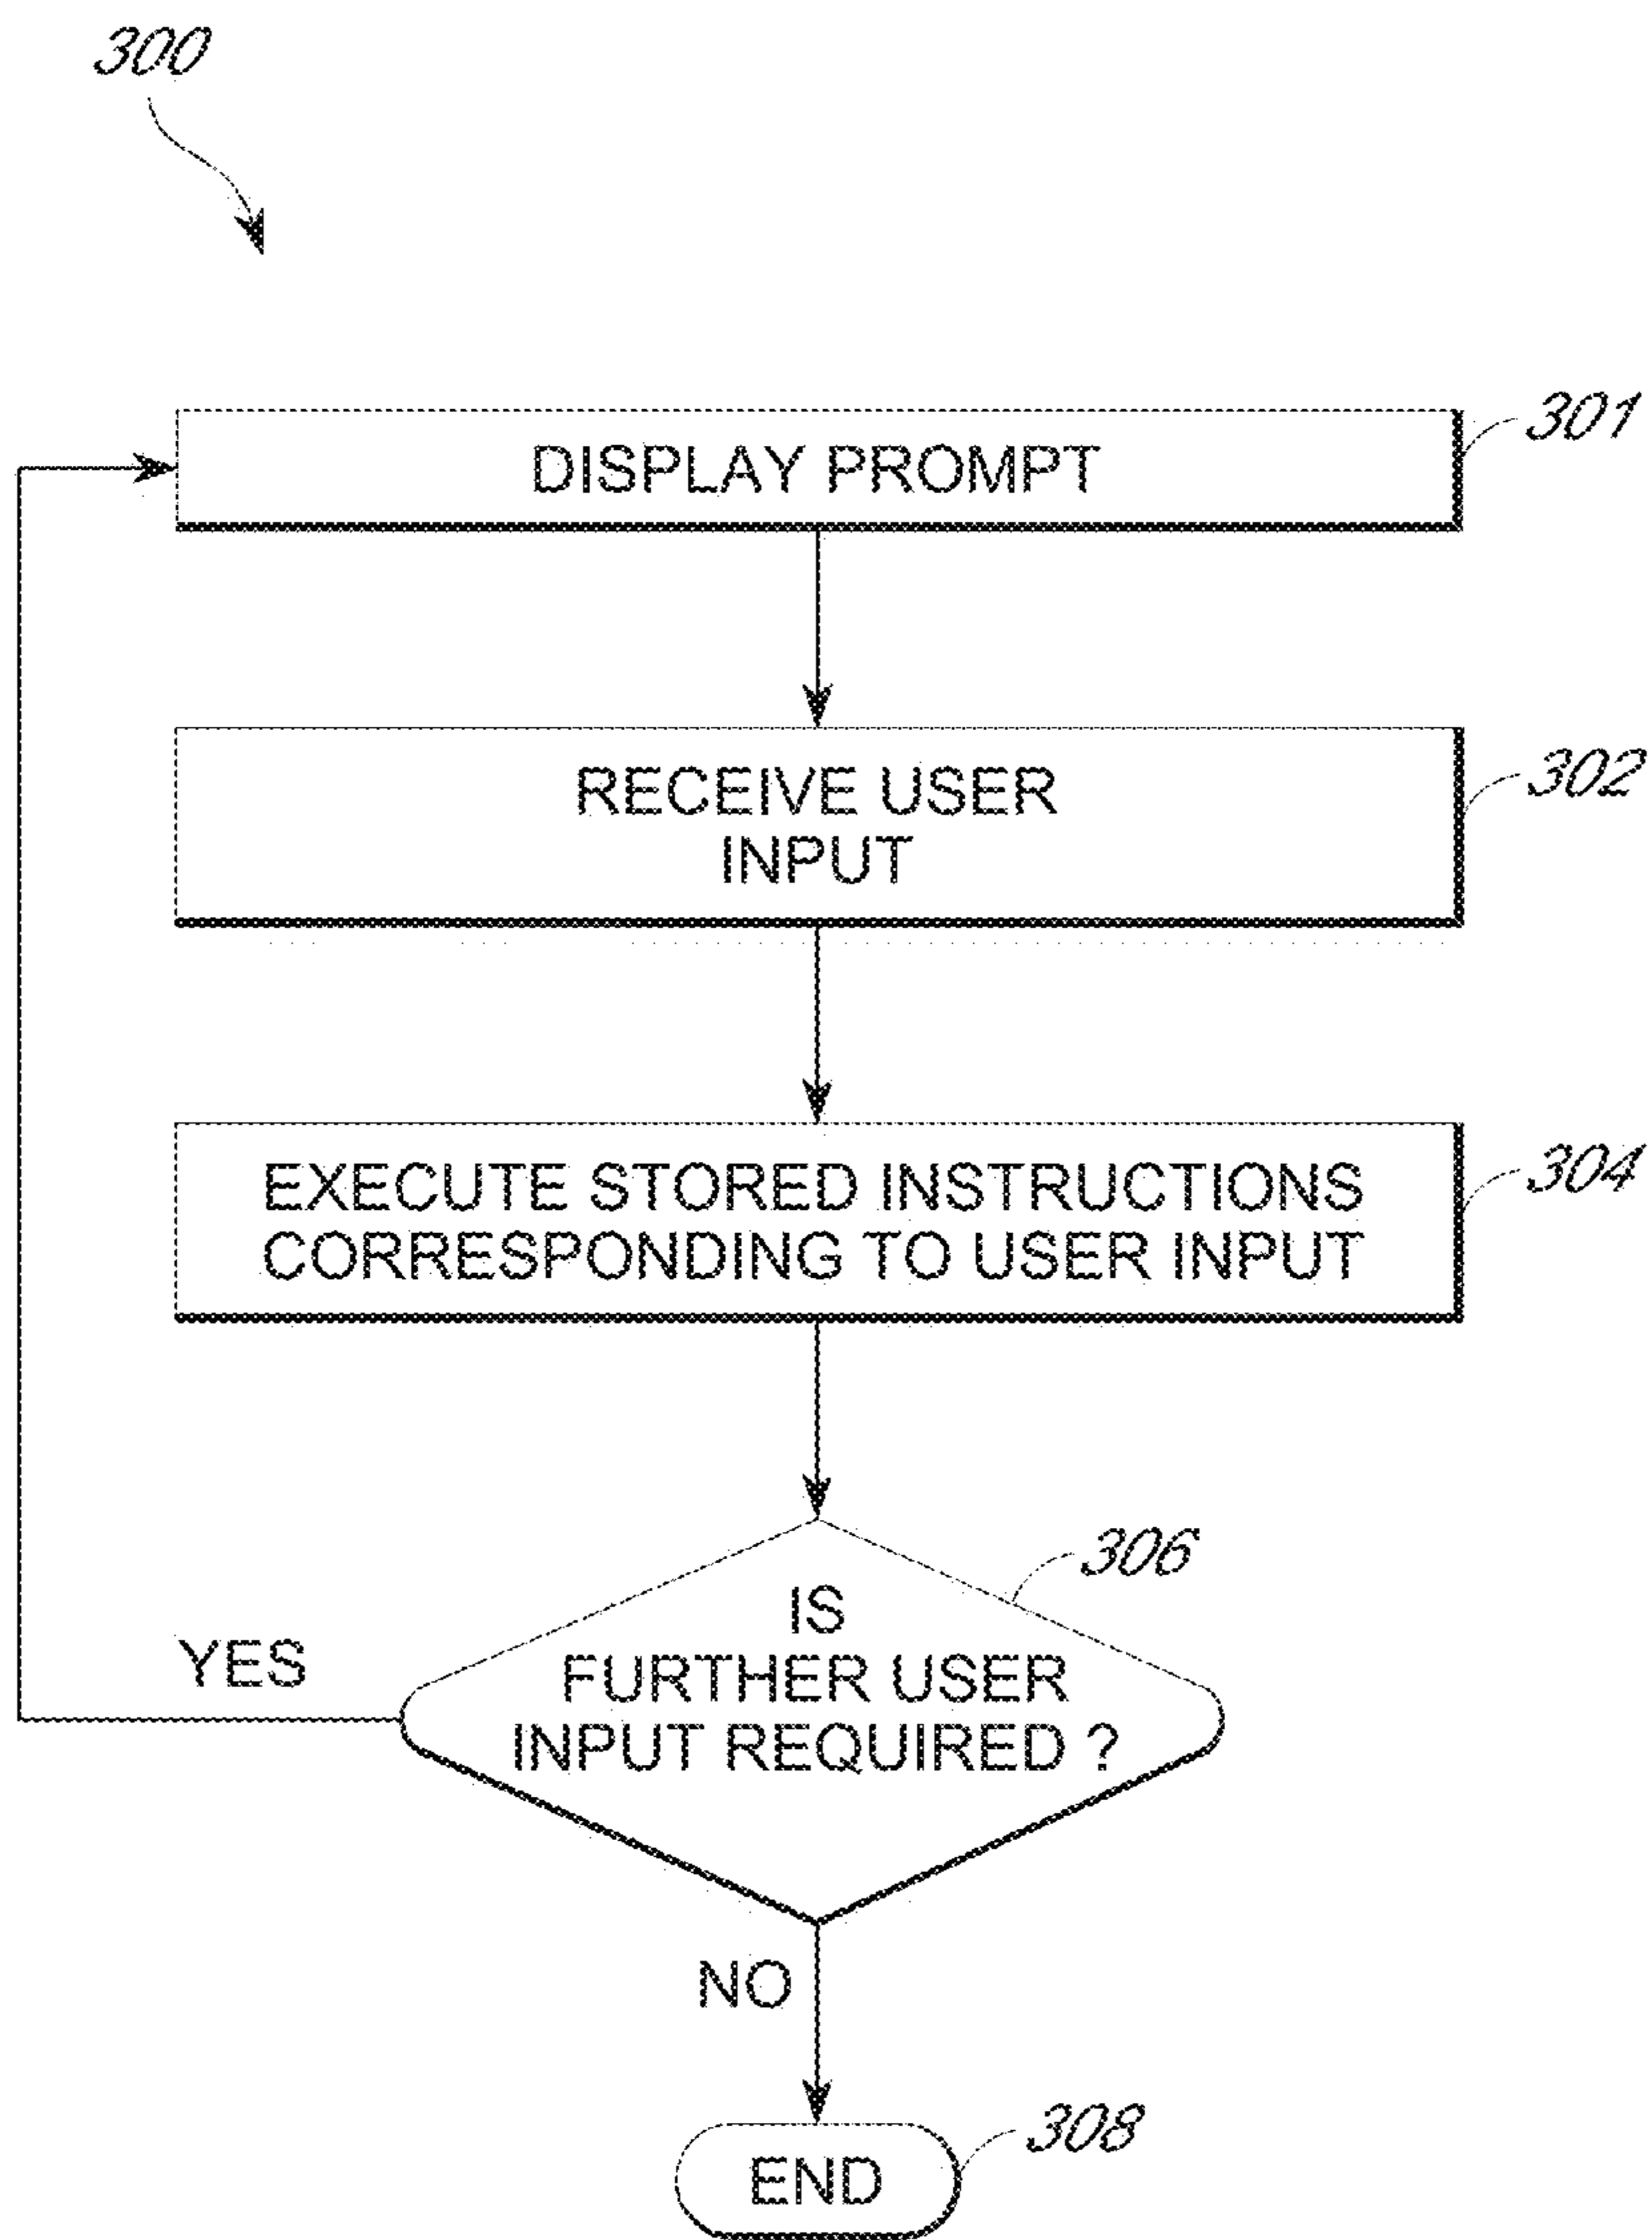 300
DISPLAY PROMPT
301
RECEIVE USER
INPUT
302
EXECUTE STORED INSTRUCTIONS
CORRESPONDING TO USER INPUT
304
IS
FURTHER USER
INPUT REQUIRED ?
306
YES
NO
END
308